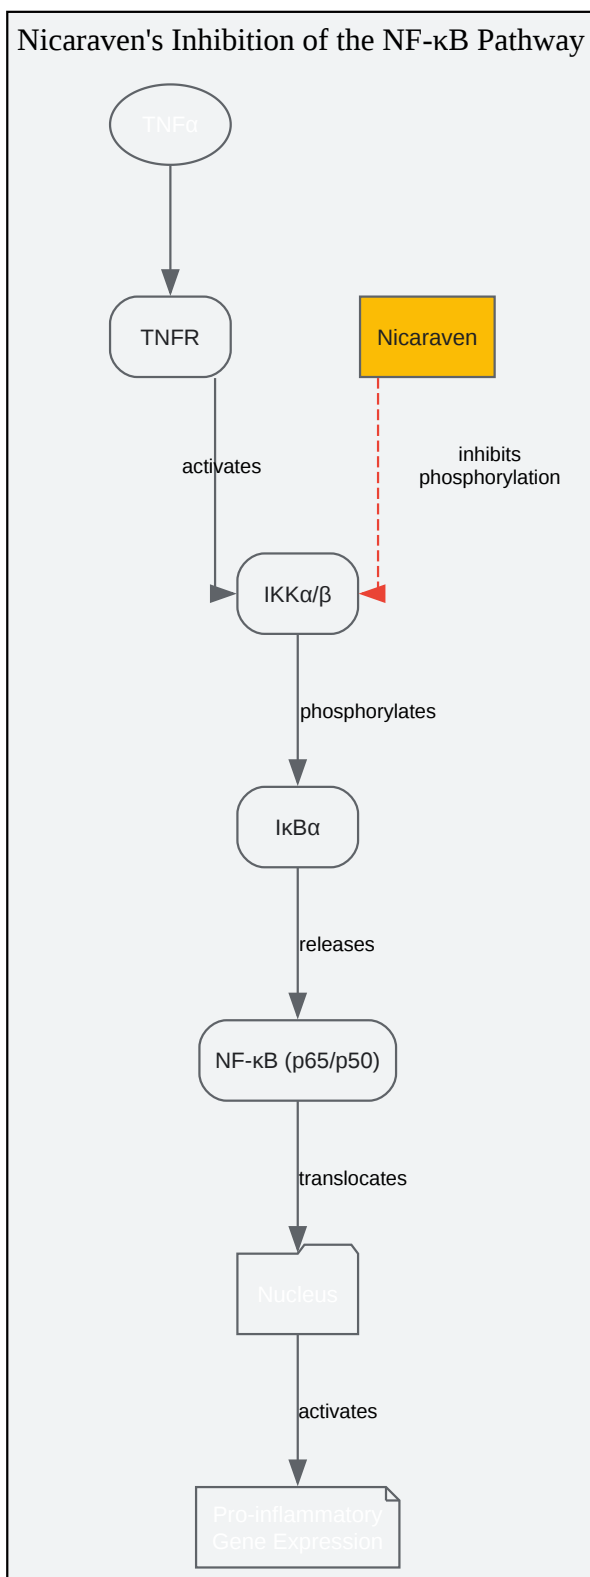 Nicaraven's Inhibition of the NF-κB Pathway
TNFα
TNFR
Nicaraven
activates
inhibits
phosphorylation
IKKα/β
phosphorylates
IκBα
releases
NF-κB (p65/p50)
translocates
Nucleus
activates
Pro-inflammatory
Gene Expression